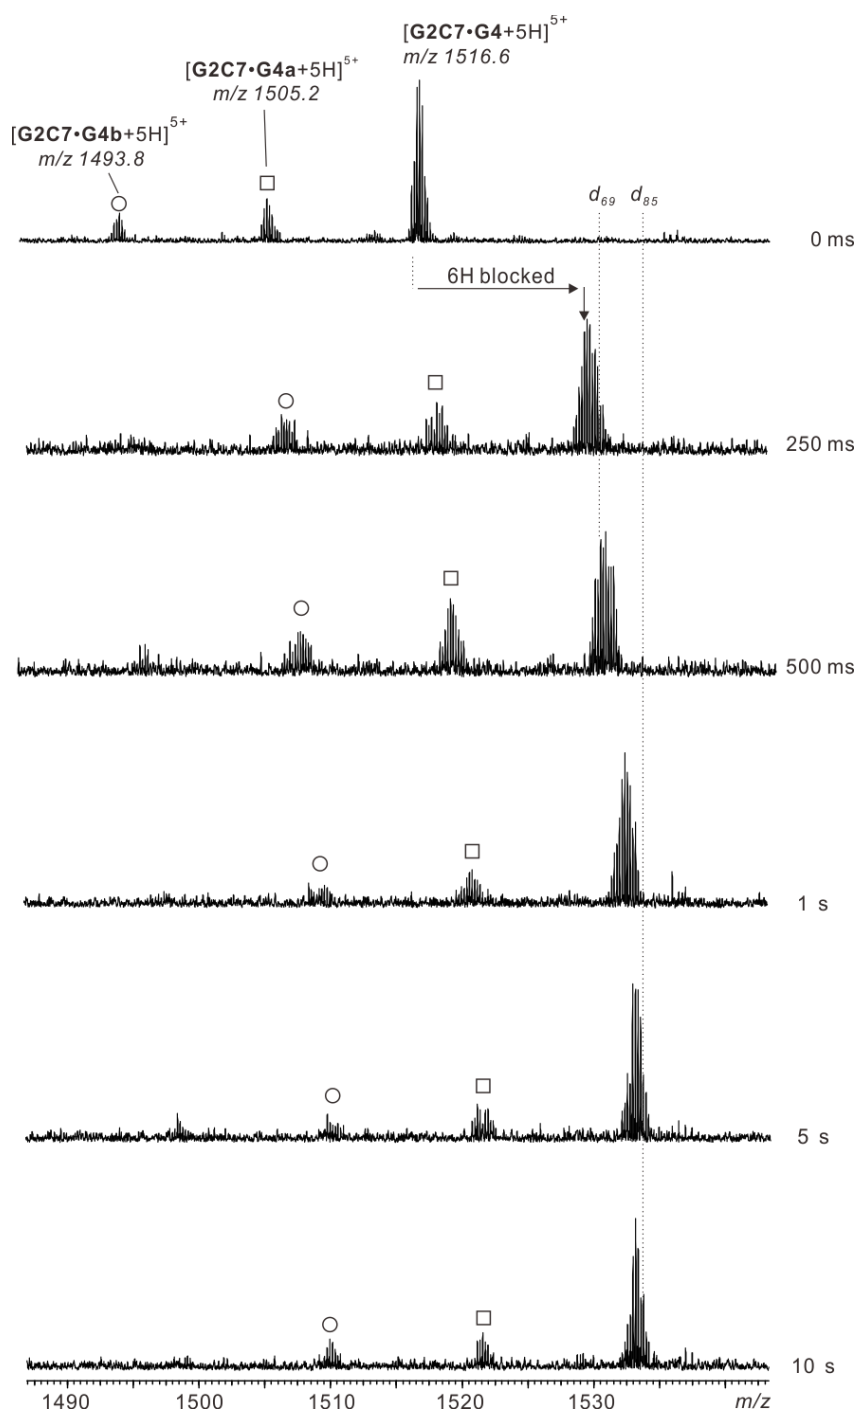 [G2C7•G4+5H]5+
m/z 1516.6
[G2C7•G4a+5H]5+
m/z 1505.2
[G2C7•G4b+5H]5+
m/z 1493.8
d69 d85
0 ms
6H blocked
250 ms
500 ms
1 s
5 s
10 s
1490 1500 1510 1520 1530 m/z